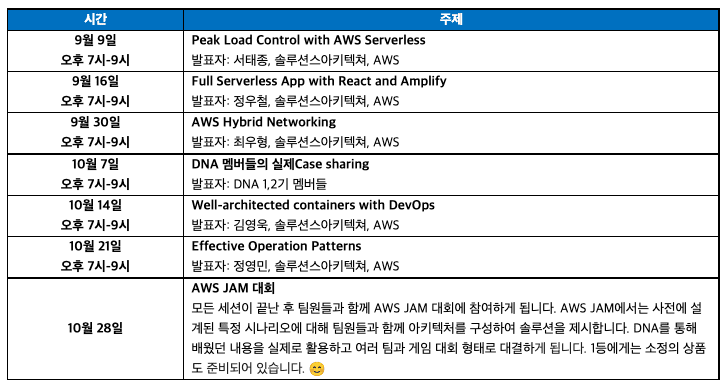 시간 주제
9월 9일 Peak Load Control with AWS Serverless
오후 7시-9시 발표자: 서태종, 솔루션스아키텍쳐, AWS
9월 16일 Full Serverless App with React and Amplify
오후 7시-9시 발표자: 정우철, 솔루션스아키텍쳐, AWS
9월 30일 AWS Hybrid Networking
오후 7시-9시 발표자: 최우형, 솔루션스아키텍쳐, AWS
10월 7일 DNA 멤버들의 실제Case sharing
오후 7시-9시 발표자: DNA 1,2기 멤버들
10월 14일 Well-architected containers with DevOps
오후 7시-9시 발표자: 김영욱, 솔루션스아키텍쳐, AWS
10월 21일 Effective Operation Patterns
오후 7시-9시 발표자: 정영민, 솔루션스아키텍쳐, AWS
10월 28일
AWS JAM 대회
모든 세션이 끝난 후 팀원들과 함께 AWS JAM 대회에 참여하게 됩니다. AWS JAM에서는 사전에 설
계된 특정 시나리오에 대해 팀원들과 함께 아키텍처를 구성하여 솔루션을 제시합니다. DNA를 통해
배웠던 내용을 실제로 활용하고 여러 팀과 게임 대회 형태로 대결하게 됩니다. 1등에게는 소정의 상품
도 준비되어 있습니다. 😊